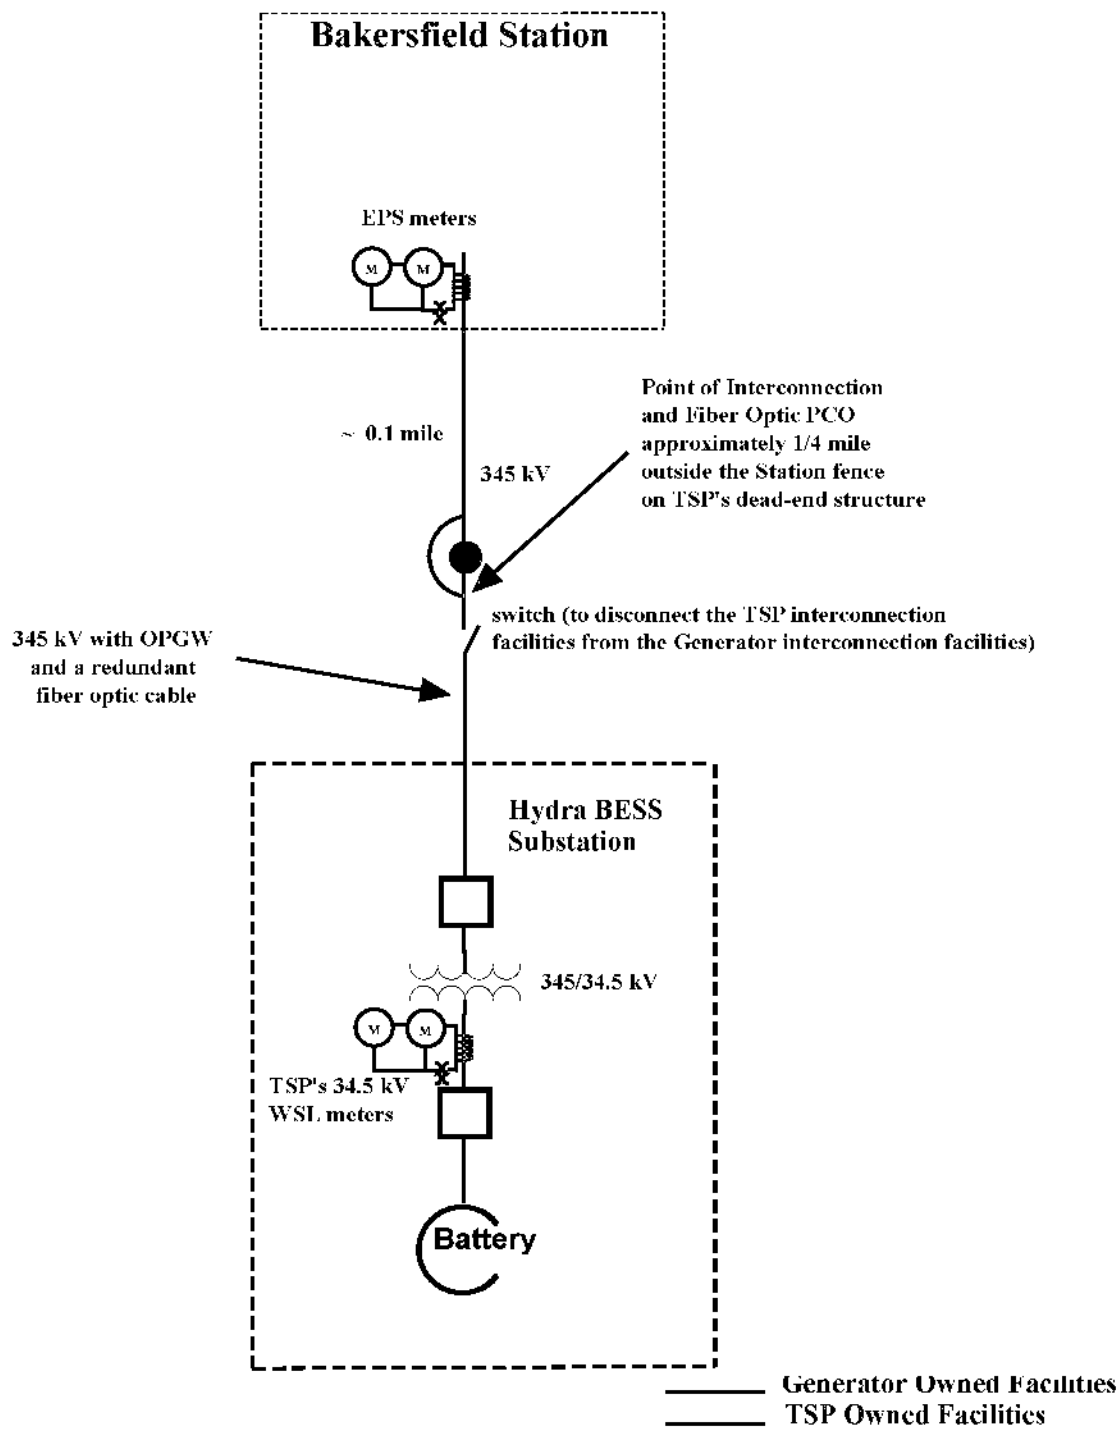 Bakersfield Station
EPS meters
M M
Point of Interconnection
and Fiber Optic PCO
approximately 1/4 mile
outside the Station fence
on TSP's dead-end structure
~ 0.1 mile
345 kV
switch (to disconnect the TSP interconnection
facilities from the Generator interconnection facilities)
345 kV with OPGW
and a redundant
fiber optic cable
Hydra BESS
Substation
345/34.5 kV
M M
TSP's 34.5 kV
WSL meters
Battery
Generator Owned Facilities
TSP Owned Facilities